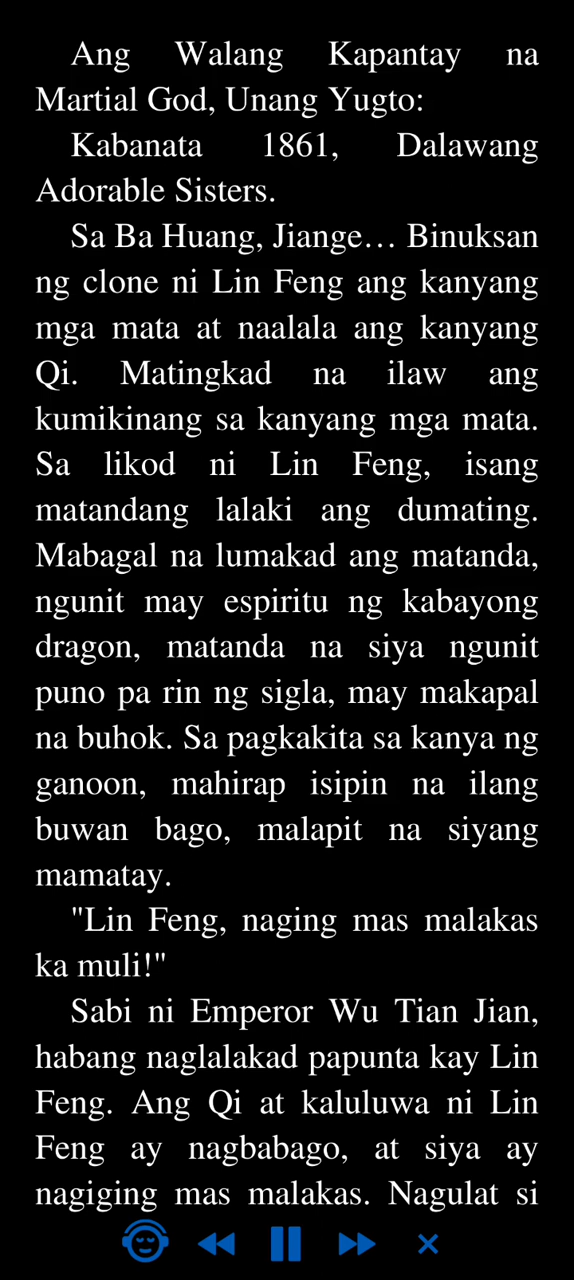 Ang Walang Kapantay na
Martial God, Unang Yugto:
Kabanata 1861, Dalawang
Adorable Sisters.
Sa Ba Huang, Jiange… Binuksan
ng clone ni Lin Feng ang kanyang
mga mata at naalala ang kanyang
Qi. Matingkad na ilaw ang
kumikinang sa kanyang mga mata.
Sa likod ni Lin Feng, isang
matandang lalaki ang dumating.
Mabagal na lumakad ang matanda,
ngunit may espiritu ng kabayong
dragon, matanda na siya ngunit
puno pa rin ng sigla, may makapal
na buhok. Sa pagkakita sa kanya ng
ganoon, mahirap isipin na ilang
buwan bago, malapit na siyang
mamatay.
"Lin Feng, naging mas malakas
ka muli!"
Sabi ni Emperor Wu Tian Jian,
habang naglalakad papunta kay Lin
Feng. Ang Qi at kaluluwa ni Lin
Feng ay nagbabago, at siya ay
nagiging mas malakas. Nagulat si